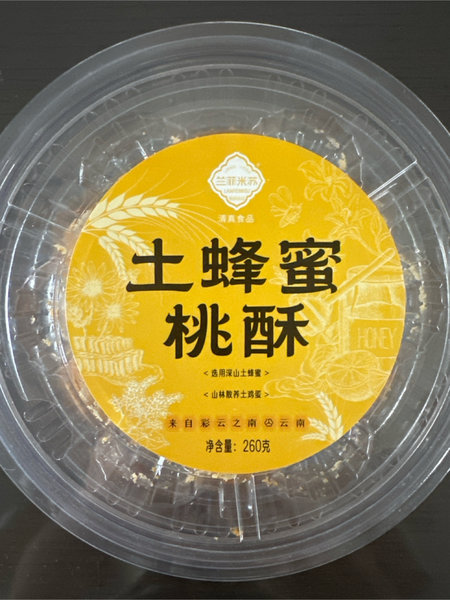 兰菲米苏
清真食品
土蜂蜜
桃酥
<选用深山土蜂蜜>
<山林散养土鸡蛋>
HONEY
来自彩云之南云南
净含量：260克